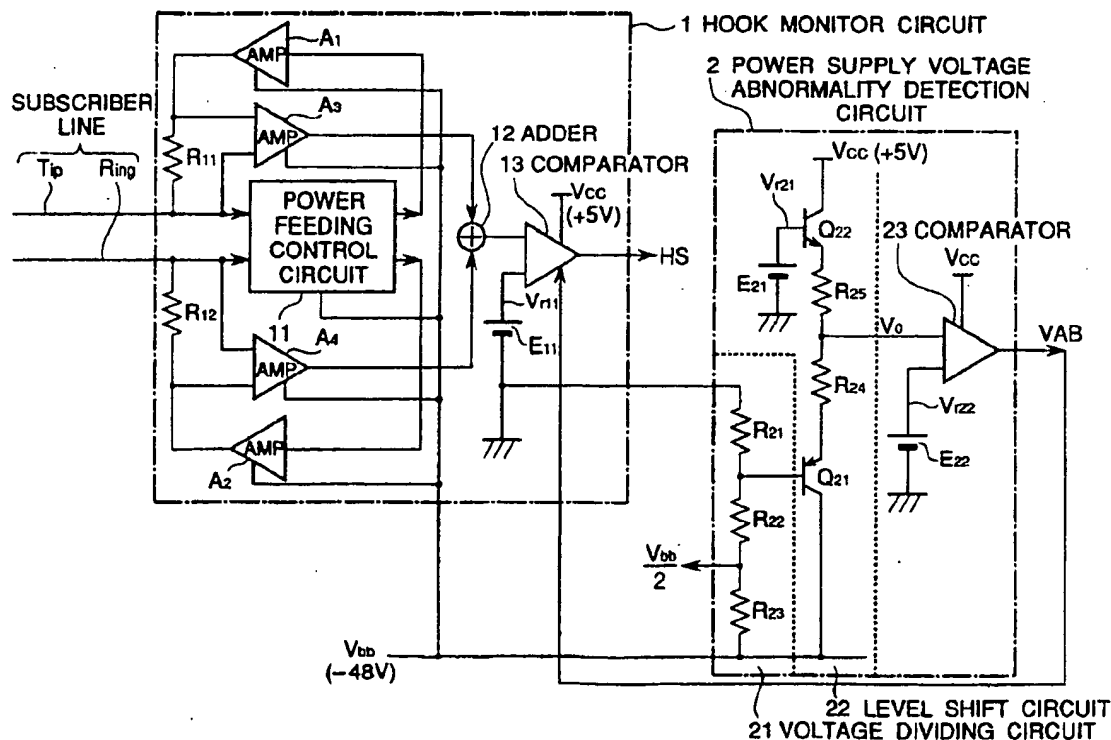 1 HOOK MONITOR CIRCUIT
2 POWER SUPPLY VOLTAGE
ABNORMALITY DETECTION
CIRCUIT
SUBSCRIBER
LINE
Tip Ring
R11
R12
AMP
A1
AMP
A3
POWER
FEEDING
CONTROL
CIRCUIT
11
AMP
A4
AMP
A2
12 ADDER
13 COMPARATOR
Vcc
(+5V)
HS
Vr11
E11
Vcc (+5V)
Vr21
Q22
E21
R25
23 COMPARATOR
Vcc
V0
VAB
R24
Vr22
E22
R21
Q21
R22
Vbb
2
R23
Vbb
(-48V)
22 LEVEL SHIFT CIRCUIT
21 VOLTAGE DIVIDING CIRCUIT